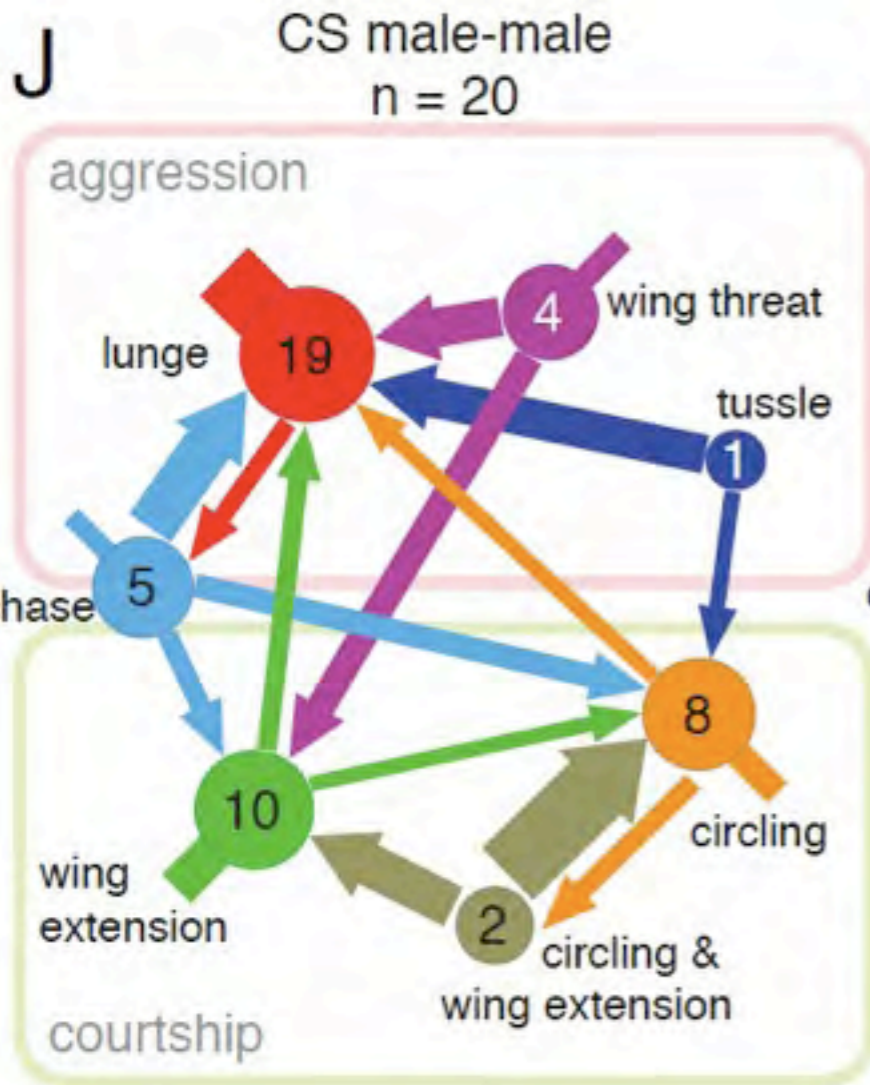 J
CS male-male
n = 20
aggression
4
wing threat
lunge
19
tussle
1
5
hase
8
10
circling
wing
extension
2
circling &
wing extension
courtship